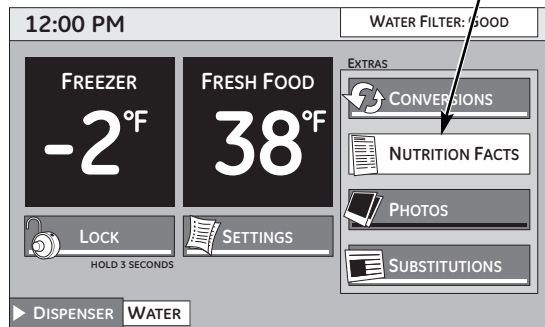 12:00 PM
WATER FILTER: GOOD
FREEZER
-2°F
FRESH FOOD
38°F
EXTRAS
CONVERSIONS
NUTRITION FACTS
PHOTOS
SUBSTITUTIONS
LOCK
HOLD 3 SECONDS
SETTINGS
DISPENSER WATER